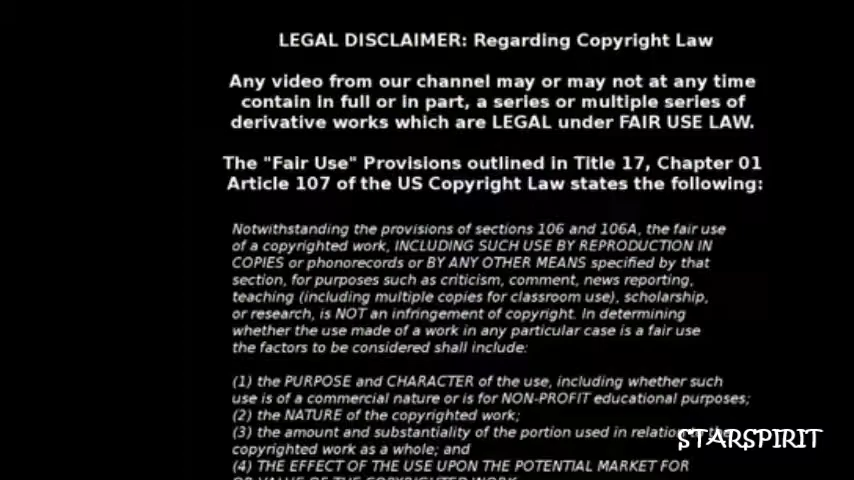 LEGAL DISCLAIMER: Regarding Copyright Law
Any video from our channel may or may not at any time
contain in full or in part, a series or multiple series of
derivative works which are LEGAL under FAIR USE LAW.
The "Fair Use" Provisions outlined in Title 17, Chapter 01
Article 107 of the US Copyright Law states the following:
Notwithstanding the provisions of sections 106 and 106A, the fair use
of a copyrighted work, INCLUDING SUCH USE BY REPRODUCTION IN
COPIES or phonorecords or BY ANY OTHER MEANS specified by that
section, for purposes such as criticism, comment, news reporting,
teaching (including multiple copies for classroom use), scholarship,
or research, is NOT an infringement of copyright. In determining
whether the use made of a work in any particular case is a fair use
the factors to be considered shall include:
(1) the PURPOSE and CHARACTER of the use, including whether such
use is of a commercial nature or is for NON-PROFIT educational purposes;
(2) the NATURE of the copyrighted work;
(3) the amount and substantiality of the portion used in relation to the
STARSPIRIT
copyrighted work as a whole; and
(4) THE EFFECT OF THE USE UPON THE POTENTIAL MARKET FOR
OR VALUE OF THE COPYRIGHTED WORK